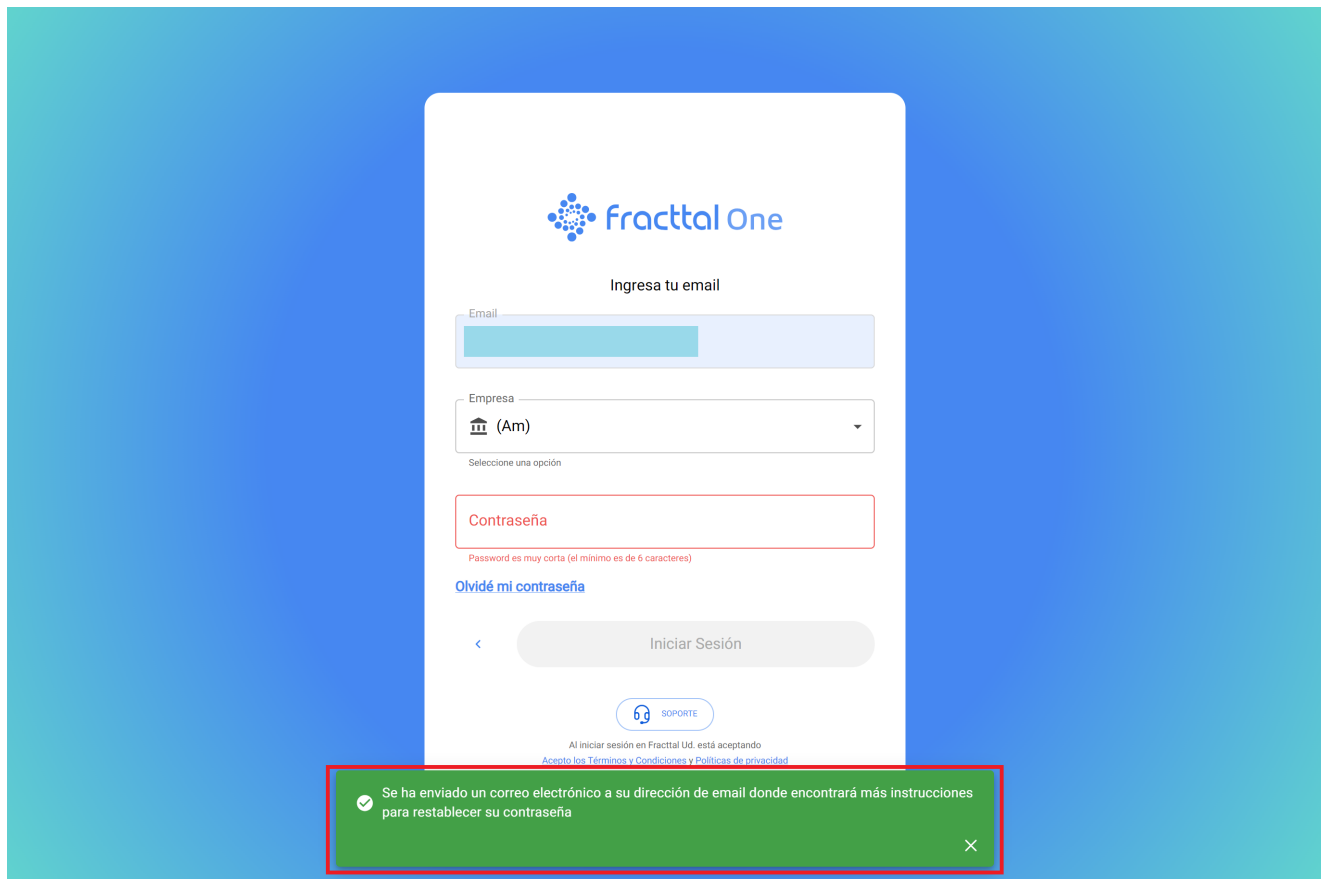 fracttal One
Ingresa tu email
Email
Empresa
(Am)
Seleccione una opción
Contraseña
Password es muy corta (el mínimo es de 6 caracteres)
Olvidé mi contraseña
Iniciar Sesión
SOPORTE
Al iniciar sesión en Fracttal Ud. está aceptando
Acepto los Términos y Condiciones y Políticas de privacidad
Se ha enviado un correo electrónico a su dirección de email donde encontrará más instrucciones
para restablecer su contraseña